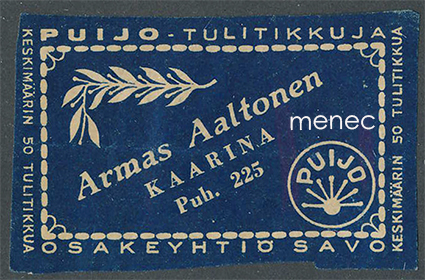 PUIJO-TULITIKKUJA
KESKIMÄÄRIN 50 TULITIKKUA
Armas Aaltonen
KAARINA
Puh. 225
menec
PUIJO
KESKIMÄÄRIN 50 TULITIKKUA
OSAKEYHTIÖ SAVO